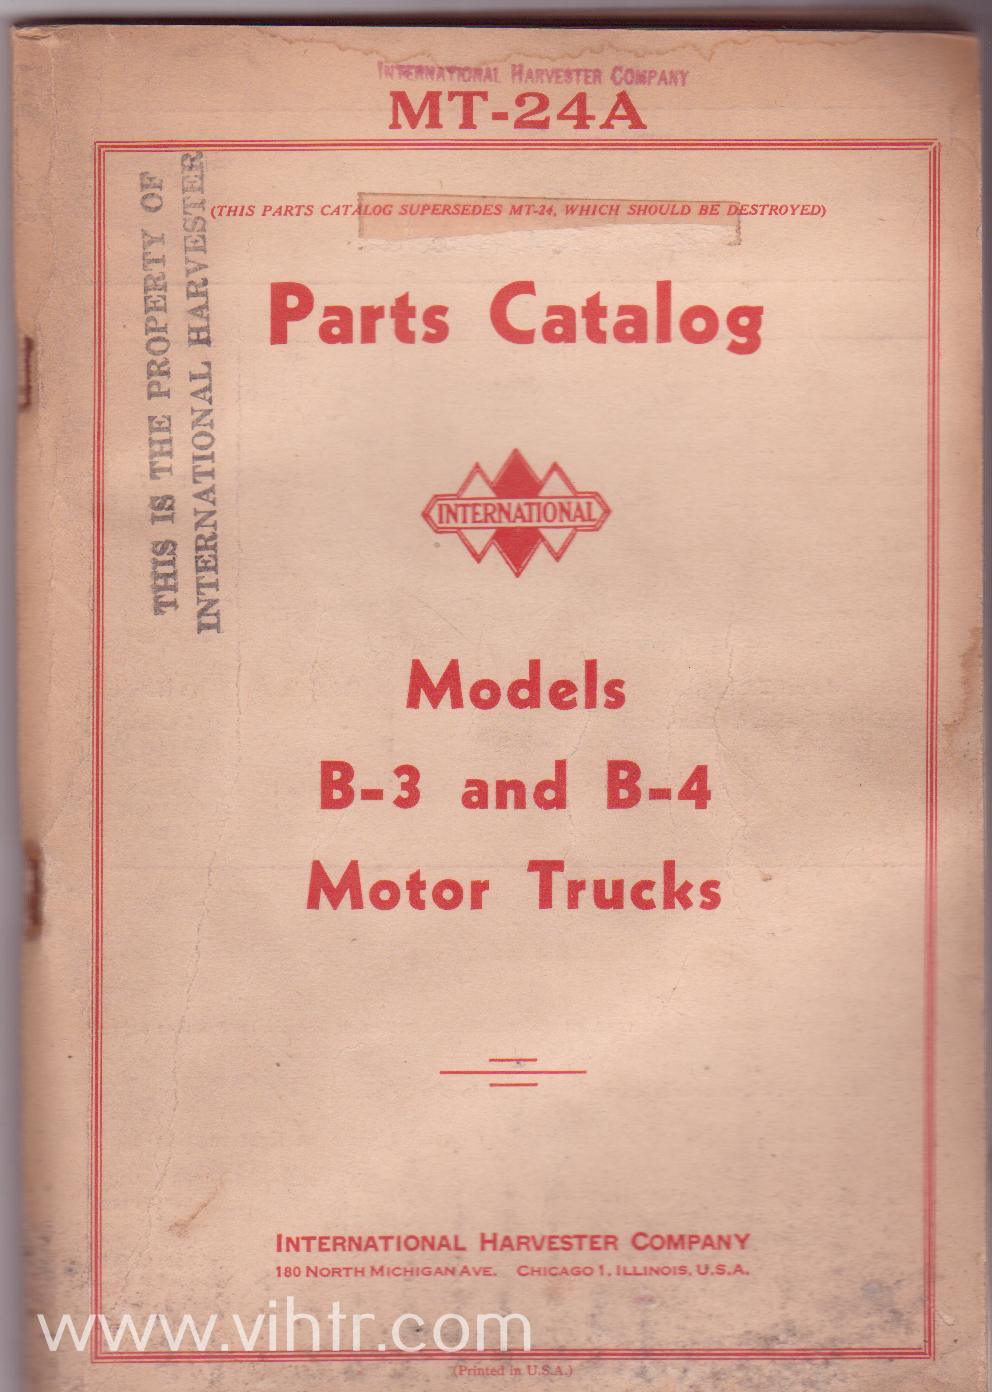 INTERNATIONAL HARVESTER COMPANY
MT-24A
(THIS PARTS CATALOG SUPERSEDES MT-24, WHICH SHOULD BE DESTROYED)
THIS IS THE PROPERTY OF
INTERNATIONAL HARVESTER
Parts Catalog
INTERNATIONAL
Models
B-3 and B-4
Motor Trucks
INTERNATIONAL HARVESTER COMPANY
180 NORTH MICHIGAN AVE. CHICAGO 1, ILLINOIS, U.S.A.
www.vihtr.com
(Printed in U.S.A.)